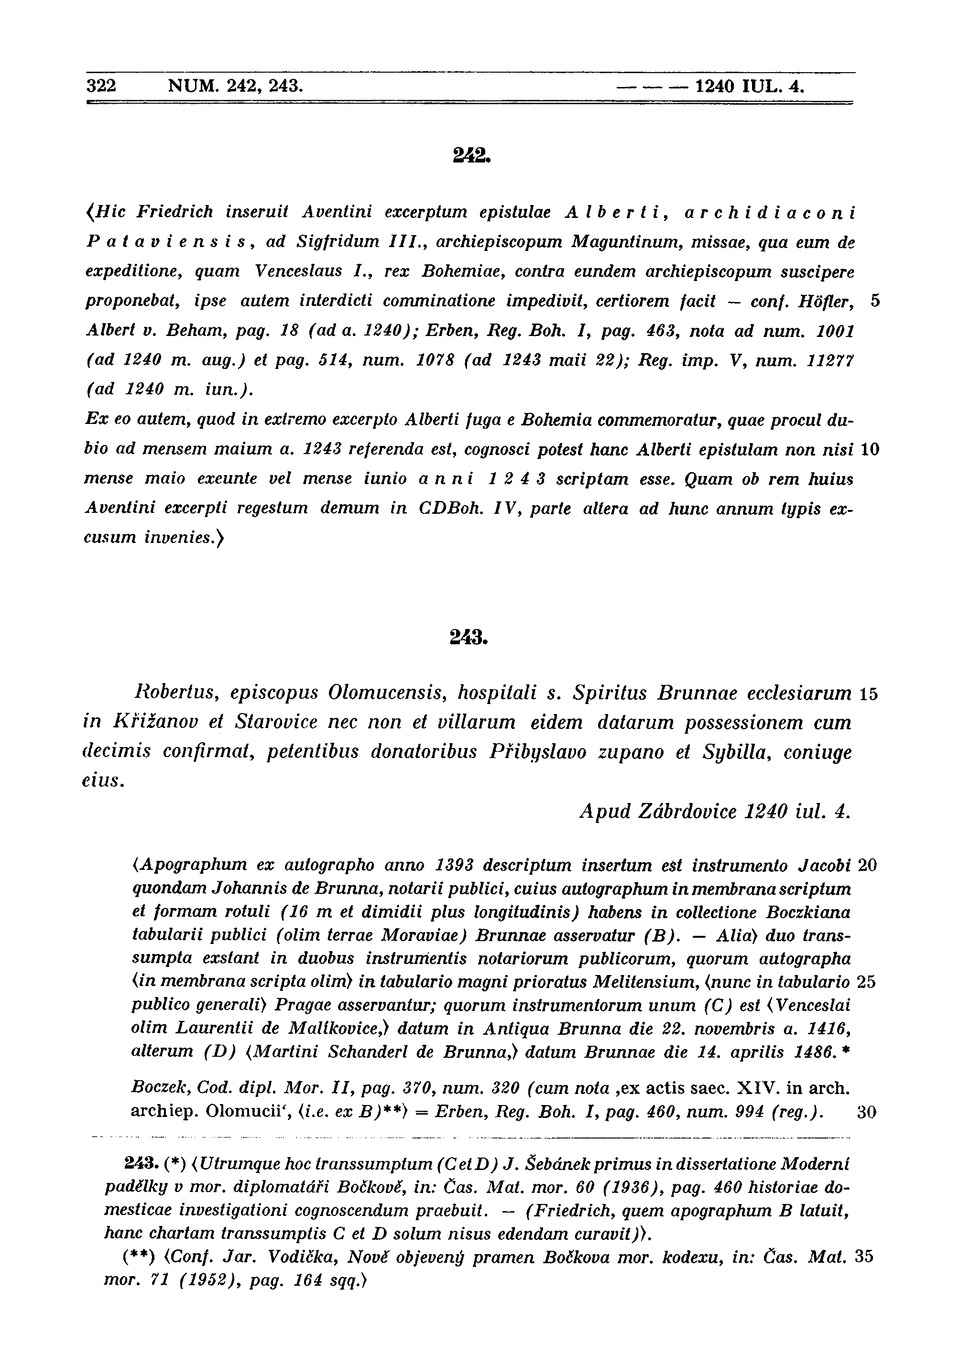 322 NUM. 242, 243. — — — 1240 IUL. 4.
242.
⟨Hic Friedrich inseruit Aventini excerptum epistulae Alberti, archidiaconi
Pataviensis, ad Sigfridum III., archiepiscopum Maguntinum, missae, qua eum de
expeditione, quam Venceslaus I., rex Bohemiae, contra eundem archiepiscopum suscipere
proponebat, ipse autem interdicti comminatione impedivit, certiorem facit — conf. Höfler, 5
Albert v. Beham, pag. 18 (ad a. 1240); Erben, Reg. Boh. I, pag. 463, nota ad num. 1001
(ad 1240 m. aug.) et pag. 514, num. 1078 (ad 1243 maii 22); Reg. imp. V, num. 11277
(ad 1240 m. iun.).
Ex eo autem, quod in extremo excerpto Alberti fuga e Bohemia commemoratur, quae procul du-
bio ad mensem maium a. 1243 referenda est, cognosci potest hanc Alberti epistulam non nisi 10
mense maio exeunte vel mense iunio anni 1243 scriptam esse. Quam ob rem huius
Aventini excerpti regestum demum in CDBoh. IV, parte altera ad hunc annum typis ex-
cusum invenies.⟩
243.
Robertus, episcopus Olomucensis, hospitali s. Spiritus Brunnae ecclesiarum 15
in Křižanov et Starovice nec non et villarum eidem datarum possessionem cum
decimis confirmat, petentibus donatoribus Přibyslavo zupano et Sybilla, coniuge
eius.
Apud Zábrdovice 1240 iul. 4.
⟨Apographum ex autographo anno 1393 descriptum insertum est instrumento Jacobi 20
quondam Johannis de Brunna, notarii publici, cuius autographum in membrana scriptum
et formam rotuli (16 m et dimidii plus longitudinis) habens in collectione Boczkiana
tabularii publici (olim terrae Moraviae) Brunnae asservatur (B). — Alia⟩ duo trans-
sumpta exstant in duobus instrumentis notariorum publicorum, quorum autographa
⟨in membrana scripta olim⟩ in tabulario magni prioratus Melitensium, ⟨nunc in tabulario 25
publico generali⟩ Pragae asservantur; quorum instrumentorum unum (C) est ⟨Venceslai
olim Laurentii de Malíkovice,⟩ datum in Antiqua Brunna die 22. novembris a. 1416,
alterum (D) ⟨Martini Schanderl de Brunna,⟩ datum Brunnae die 14. aprilis 1486. *
Boczek, Cod. dipl. Mor. II, pag. 370, num. 320 (cum nota ‚ex actis saec. XIV. in arch.
archiep. Olomucii‘, ⟨i.e. ex B)**⟩ = Erben, Reg. Boh. I, pag. 460, num. 994 (reg.). 30
243. (*) ⟨Utrumque hoc transsumptum (C et D) J. Šebánek primus in dissertatione Moderní
padělky v mor. diplomatáři Bočkově, in: Čas. Mat. mor. 60 (1936), pag. 460 historiae do-
mesticae investigationi cognoscendum praebuit. — (Friedrich, quem apographum B latuit,
hanc chartam transsumptis C et D solum nisus edendam curavit)⟩.
(**) ⟨Conf. Jar. Vodička, Nově objevený pramen Bočkova mor. kodexu, in: Čas. Mat. 35
mor. 71 (1952), pag. 164 sqq.⟩